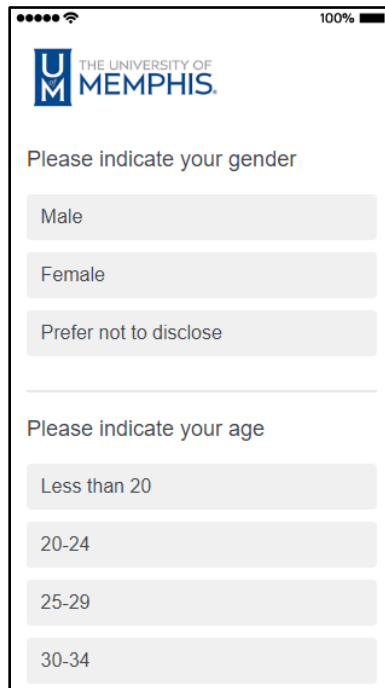 100%
UofM THE UNIVERSITY OF
MEMPHIS.
Please indicate your gender
Male
Female
Prefer not to disclose
Please indicate your age
Less than 20
20-24
25-29
30-34